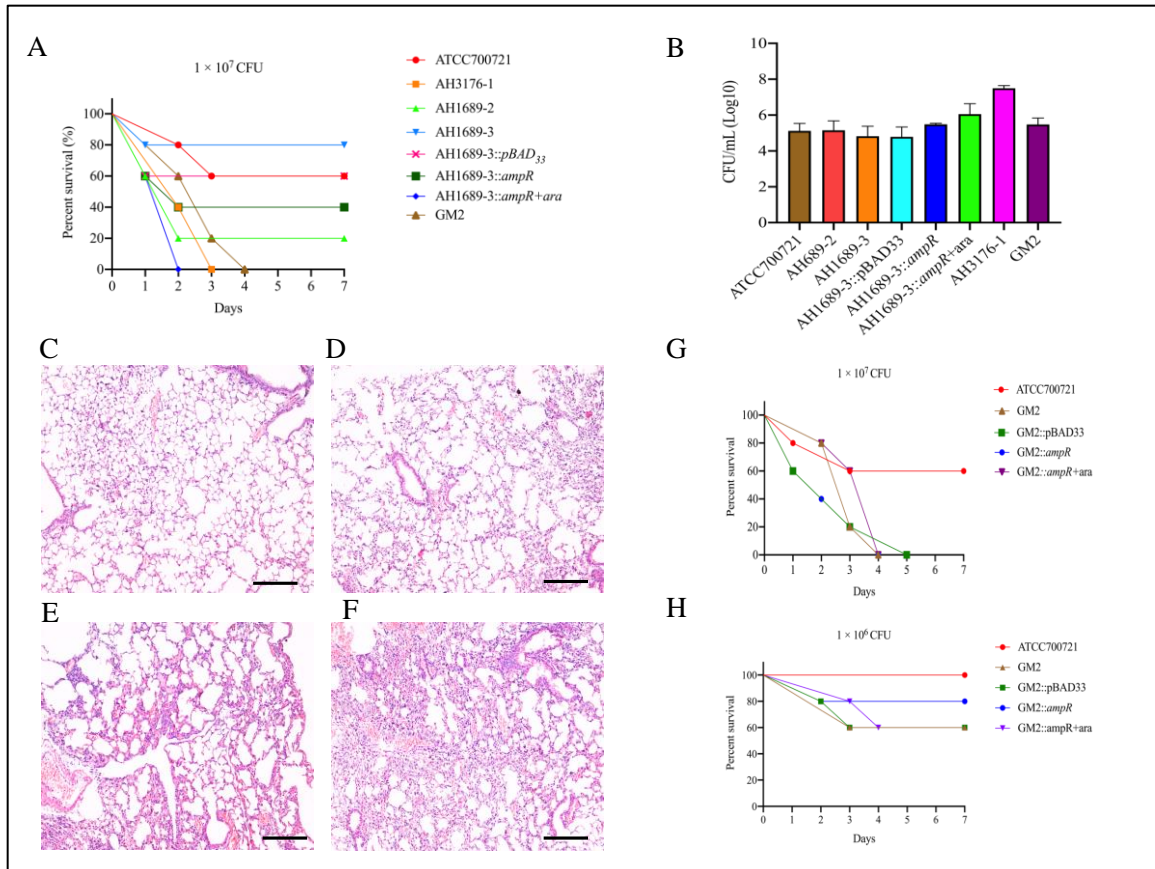 A
1 × 10⁷ CFU
Percent survival (%)
100
80
60
40
20
0
0 1 2 3 4 5 6 7
Days
ATCC700721
AH3176-1
AH1689-2
AH1689-3
AH1689-3::pBAD₃₃
AH1689-3::ampR
AH1689-3::ampR+ara
GM2
B
CFU/mL (Log10)
10
8
6
4
2
0
ATCC700721
AH689-2
AH1689-3
AH1689-3::pBAD33
AH1689-3::ampR
AH1689-3::ampR+ara
AH3176-1
GM2
C
D
E
F
G
1 × 10⁷ CFU
Percent survival
100
80
60
40
20
0
0 1 2 3 4 5 6 7
Days
ATCC700721
GM2
GM2::pBAD33
GM2::ampR
GM2::ampR+ara
H
1 × 10⁶ CFU
Percent survival
100
80
60
40
20
0
0 1 2 3 4 5 6 7
Days
ATCC700721
GM2
GM2::pBAD33
GM2::ampR
GM2::ampR+ara